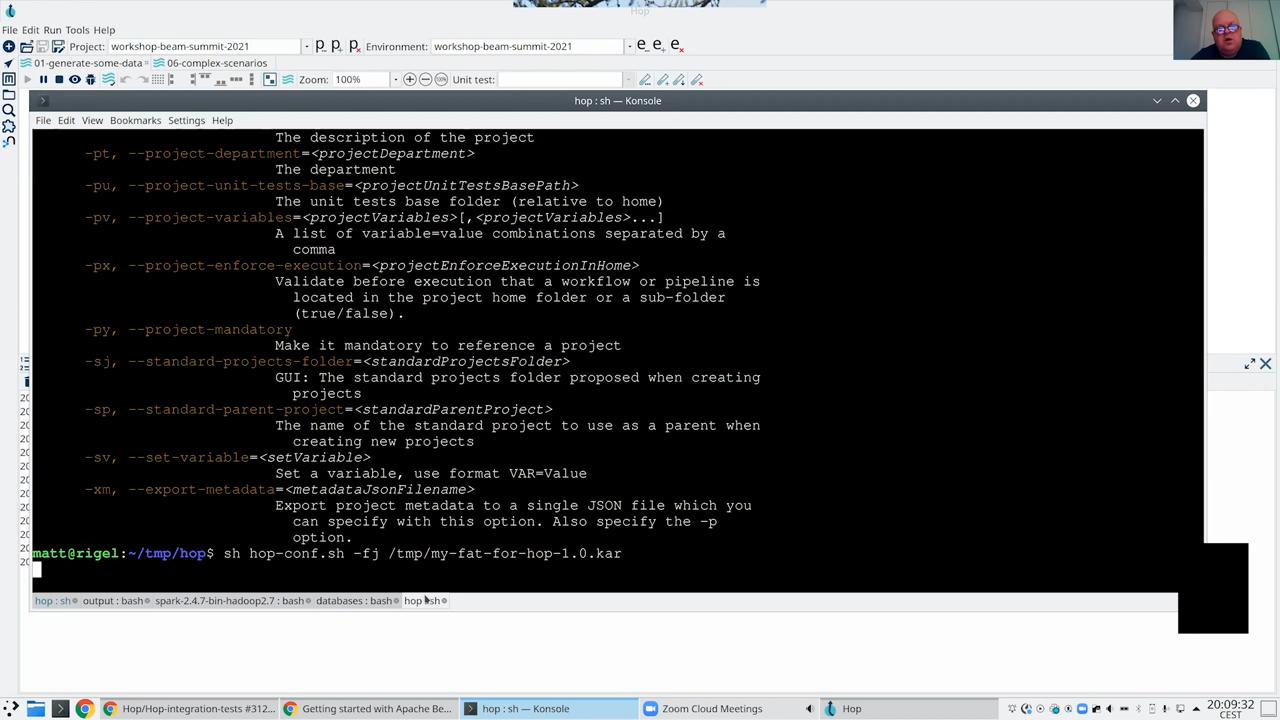 Hop
File Edit Run Tools Help
Project: workshop-beam-summit-2021 Environment: workshop-beam-summit-2021
01-generate-some-data 06-complex-scenarios
Zoom: 100% Unit test:
hop : sh — Konsole
File Edit View Bookmarks Settings Help
The description of the project
-pt, --project-department=<projectDepartment>
The department
-pu, --project-unit-tests-base=<projectUnitTestsBasePath>
The unit tests base folder (relative to home)
-pv, --project-variables=<projectVariables>[,<projectVariables>...]
A list of variable=value combinations separated by a
comma
-px, --project-enforce-execution=<projectEnforceExecutionInHome>
Validate before execution that a workflow or pipeline is
located in the project home folder or a sub-folder
(true/false).
-py, --project-mandatory
Make it mandatory to reference a project
-sj, --standard-projects-folder=<standardProjectsFolder>
GUI: The standard projects folder proposed when creating
projects
-sp, --standard-parent-project=<standardParentProject>
The name of the standard project to use as a parent when
creating new projects
-sv, --set-variable=<setVariable>
Set a variable, use format VAR=Value
-xm, --export-metadata=<metadataJsonFilename>
Export project metadata to a single JSON file which you
can specify with this option. Also specify the -p
option.
matt@rigel:~/tmp/hop$ sh hop-conf.sh -fj /tmp/my-fat-for-hop-1.0.kar
hop : sh output : bash spark-2.4.7-bin-hadoop2.7 : bash databases : bash hop : sh
Hop/Hop-integration-tests #312... Getting started with Apache Be... hop : sh — Konsole Zoom Cloud Meetings Hop
20:09:32
CEST